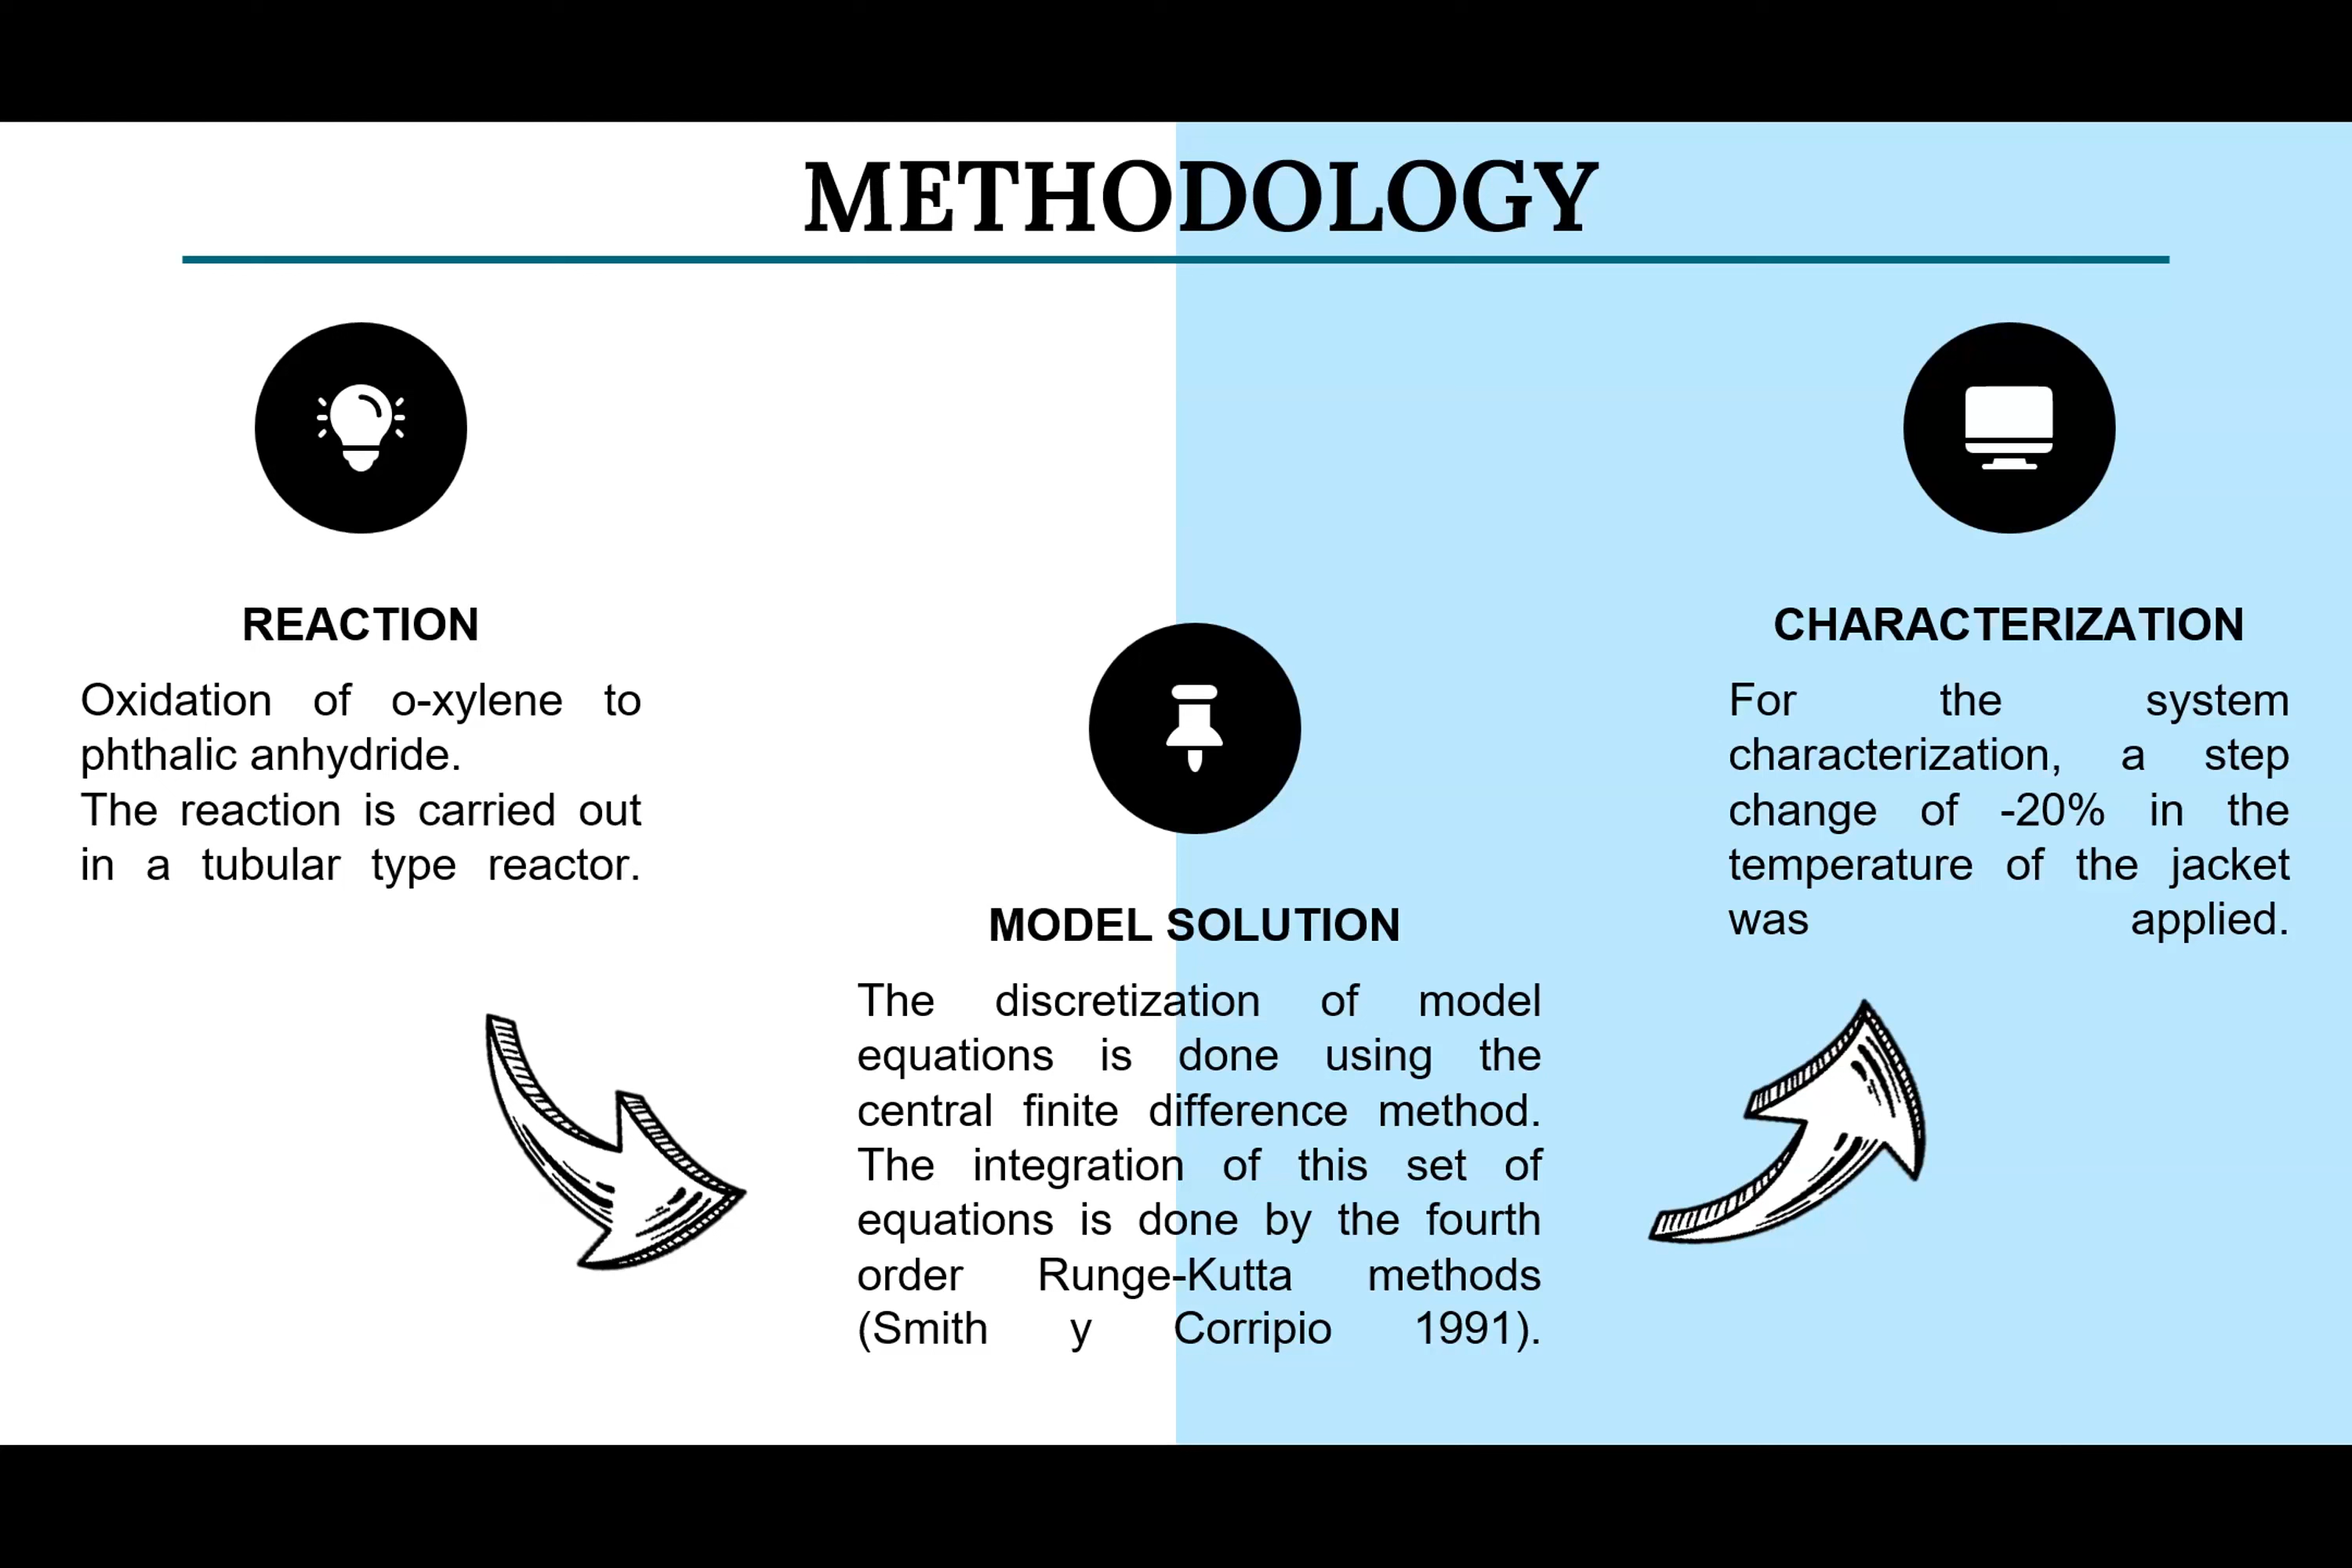 METHODOLOGY
REACTION
Oxidation of o-xylene to
phthalic anhydride.
The reaction is carried out
in a tubular type reactor.
MODEL SOLUTION
The discretization of model
equations is done using the
central finite difference method.
The integration of this set of
equations is done by the fourth
order Runge-Kutta methods
(Smith y Corripio 1991).
CHARACTERIZATION
For the system
characterization, a step
change of -20% in the
temperature of the jacket
was applied.